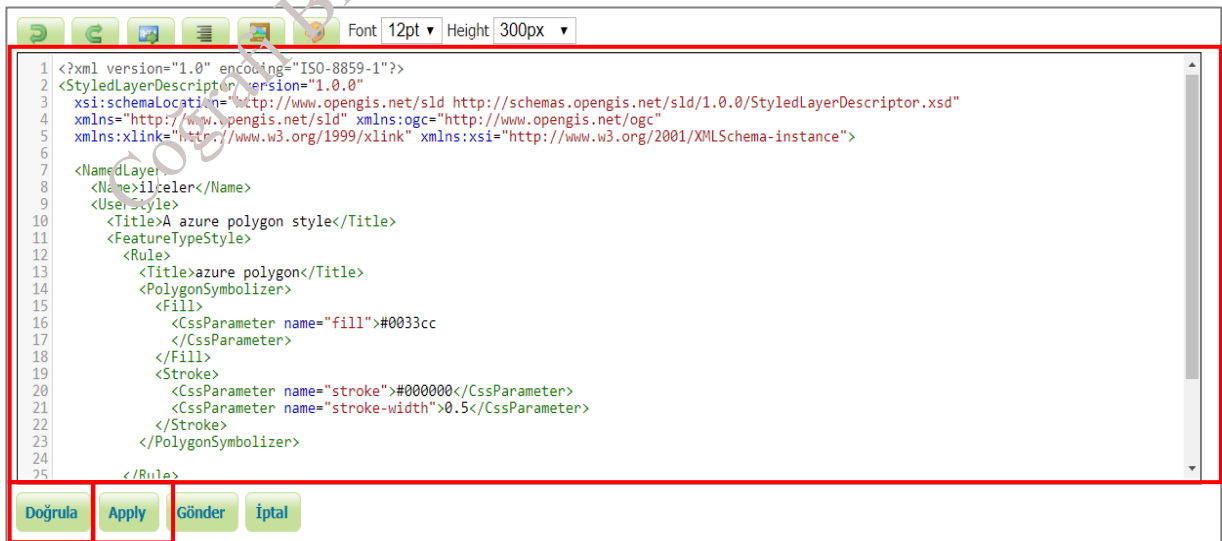 Font 12pt Height 300px
1 <?xml version="1.0" encoding="ISO-8859-1"?>
2 <StyledLayerDescriptor version="1.0.0"
3 xsi:schemaLocation="http://www.opengis.net/sld http://schemas.opengis.net/sld/1.0.0/StyledLayerDescriptor.xsd"
4 xmlns="http://www.opengis.net/sld" xmlns:ogc="http://www.opengis.net/ogc"
5 xmlns:xlink="http://www.w3.org/1999/xlink" xmlns:xsi="http://www.w3.org/2001/XMLSchema-instance">
6
7 <NamedLayer>
8 <Name>ilceler</Name>
9 <UserStyle>
10 <Title>A azure polygon style</Title>
11 <FeatureTypeStyle>
12 <Rule>
13 <Title>azure polygon</Title>
14 <PolygonSymbolizer>
15 <Fill>
16 <CssParameter name="fill">#0033cc
17 </CssParameter>
18 </Fill>
19 <Stroke>
20 <CssParameter name="stroke">#000000</CssParameter>
21 <CssParameter name="stroke-width">0.5</CssParameter>
22 </Stroke>
23 </PolygonSymbolizer>
24
25 </Rule>
Doğrula Apply Gönder İptal